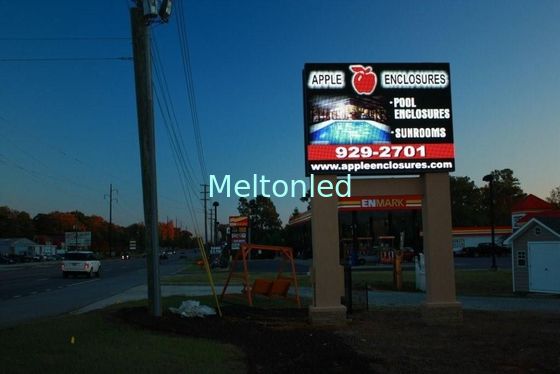 APPLE ENCLOSURES
·POOL
ENCLOSURES
·SUNROOMS
929-2701
www.appleenclosures.com
Meltonled
ENMARK